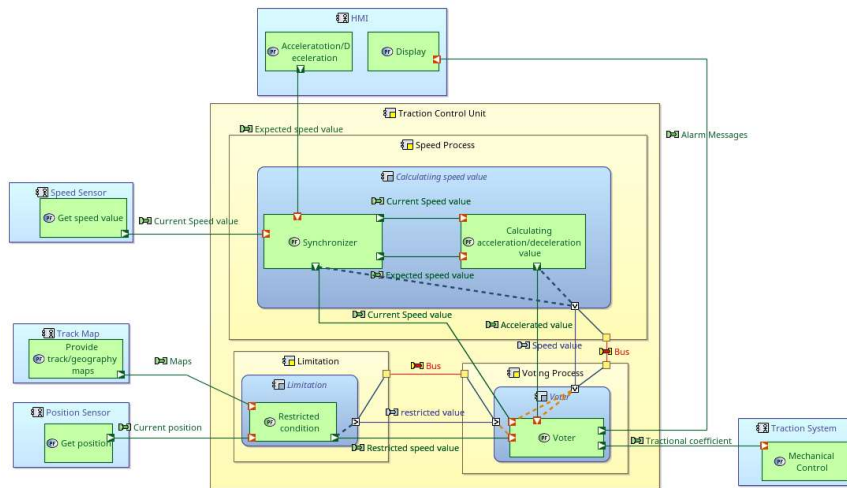 HMI
Acceleratotion/D
eceleration
Display
Traction Control Unit
Expected speed value
Alarm Messages
Speed Process
Calculatiing speed value
Speed Sensor
Get speed value
Current Speed value
Current Speed value
Synchronizer
Calculating
acceleration/deceleration
value
Expected speed value
Current Speed value
Accelerated value
Track Map
Provide
track/geography
maps
Maps
Speed value
Bus
Limitation
Bus
Voting Process
Limitation
Voter
Position Sensor
Get position
Current position
Restricted
condition
restricted value
Voter
Restricted speed value
Tractional coefficient
Traction System
Mechanical
Control